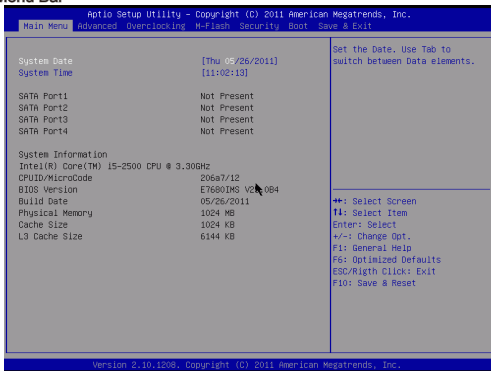 Menu Bar
Aptio Setup Utility – Copyright (C) 2011 American Megatrends, Inc.
Main Menu Advanced Overclocking M-Flash Security Boot Save & Exit
Set the Date. Use Tab to
switch between Data elements.
System Date [Thu 05/26/2011]
System Time [11:02:13]
SATA Port1 Not Present
SATA Port2 Not Present
SATA Port3 Not Present
SATA Port4 Not Present
System Information
Intel(R) Core(TM) i5-2500 CPU @ 3.30GHz
CPUID/MicroCode 206a7/12
BIOS Version E7680IMS 0B4
Build Date 05/26/2011
Physical Memory 1024 MB
Cache Size 1024 KB
L3 Cache Size 6144 KB
→←: Select Screen
↑↓: Select Item
Enter: Select
+/-: Change Opt.
F1: General Help
F6: Optimized Defaults
ESC/Rigth Click: Exit
F10: Save & Reset
Version 2.10.1208. Copyright (C) 2011 American Megatrends, Inc.